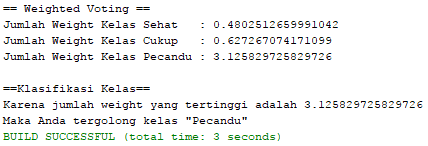 == Weighted Voting ==
Jumlah Weight Kelas Sehat   : 0.4802512659991042
Jumlah Weight Kelas Cukup   : 0.627267074171099
Jumlah Weight Kelas Pecandu : 3.125829725829726
==Klasifikasi Kelas==
Karena jumlah weight yang tertinggi adalah 3.125829725829726
Maka Anda tergolong kelas "Pecandu"
BUILD SUCCESSFUL (total time: 3 seconds)